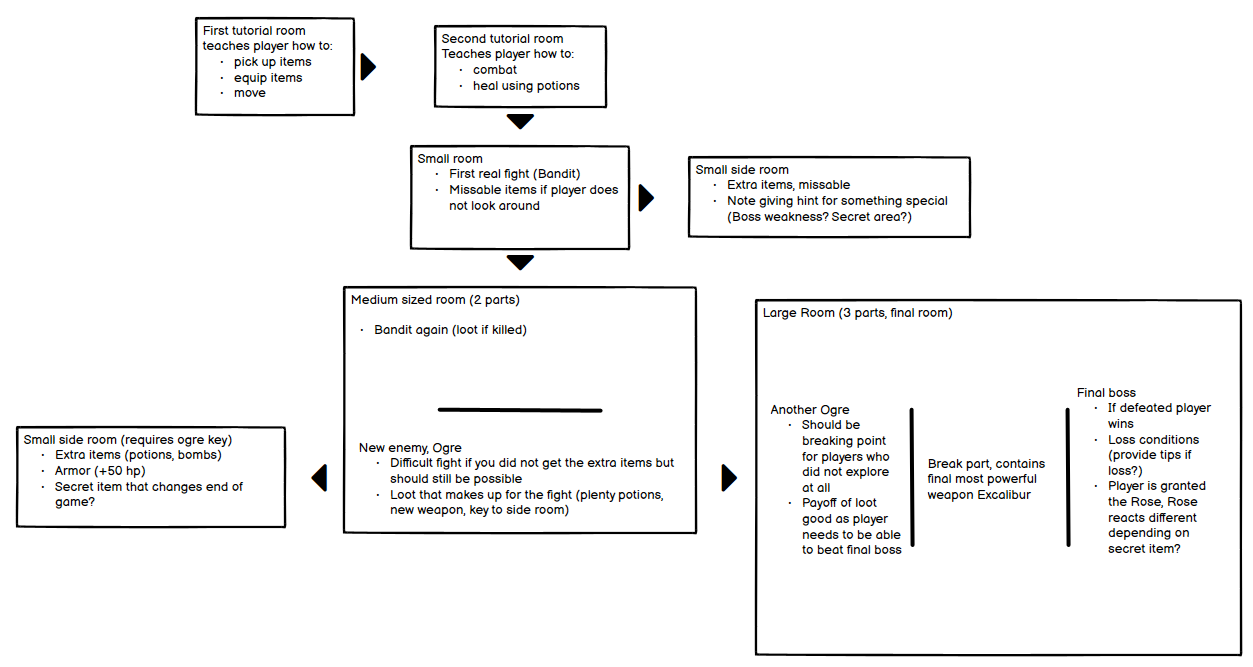 First tutorial room
teaches player how to:
· pick up items
· equip items
· move
Second tutorial room
Teaches player how to:
· combat
· heal using potions
Small room
· First real fight (Bandit)
· Missable items if player does
not look around
Small side room
· Extra items, missable
· Note giving hint for something special
(Boss weakness? Secret area?)
Medium sized room (2 parts)
· Bandit again (loot if killed)
New enemy, Ogre
· Difficult fight if you did not get the extra items but
should still be possible
· Loot that makes up for the fight (plenty potions,
new weapon, key to side room)
Small side room (requires ogre key)
· Extra items (potions, bombs)
· Armor (+50 hp)
· Secret item that changes end of
game?
Large Room (3 parts, final room)
Another Ogre
· Should be
breaking point
for players who
did not explore
at all
· Payoff of loot
good as player
needs to be able
to beat final boss
Break part, contains
final most powerful
weapon Excalibur
Final boss
· If defeated player
wins
· Loss conditions
(provide tips if
loss?)
· Player is granted
the Rose, Rose
reacts different
depending on
secret item?